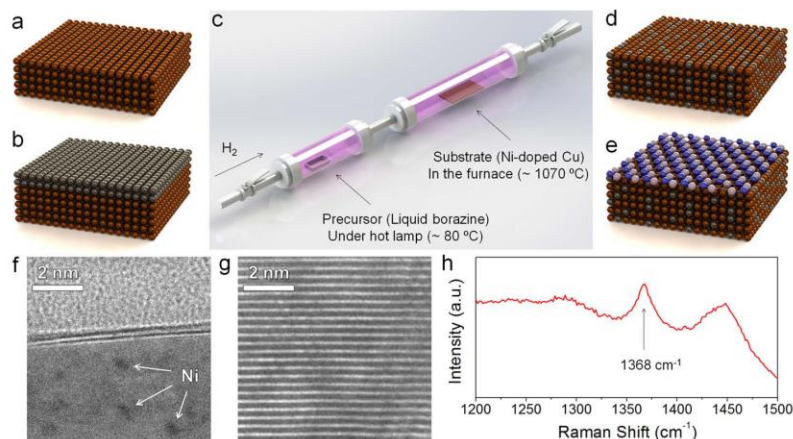 a
b
c
H₂
Substrate (Ni-doped Cu)
In the furnace (~ 1070 ºC)
Precursor (Liquid borazine)
Under hot lamp (~ 80 ºC)
d
e
f
2 nm
Ni
g
2 nm
h
Intensity (a.u.)
1368 cm⁻¹
1200 1250 1300 1350 1400 1450 1500
Raman Shift (cm⁻¹)